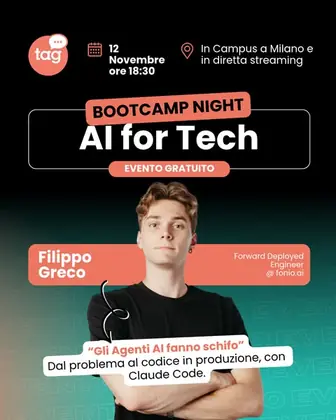 tag
12
Novembre
ore 18:30
In Campus a Milano e
in diretta streaming
BOOTCAMP NIGHT
AI for Tech
EVENTO GRATUITO
Filippo
Greco
Forward Deployed
Engineer
@ fonio.ai
“Gli Agenti AI fanno schifo”
Dal problema al codice in produzione, con
Claude Code.